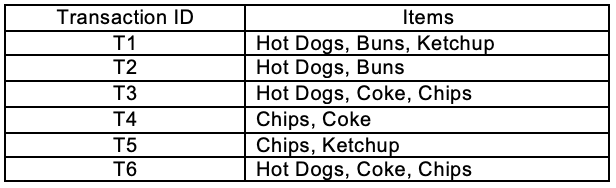 Transaction ID Items
T1 Hot Dogs, Buns, Ketchup
T2 Hot Dogs, Buns
T3 Hot Dogs, Coke, Chips
T4 Chips, Coke
T5 Chips, Ketchup
T6 Hot Dogs, Coke, Chips